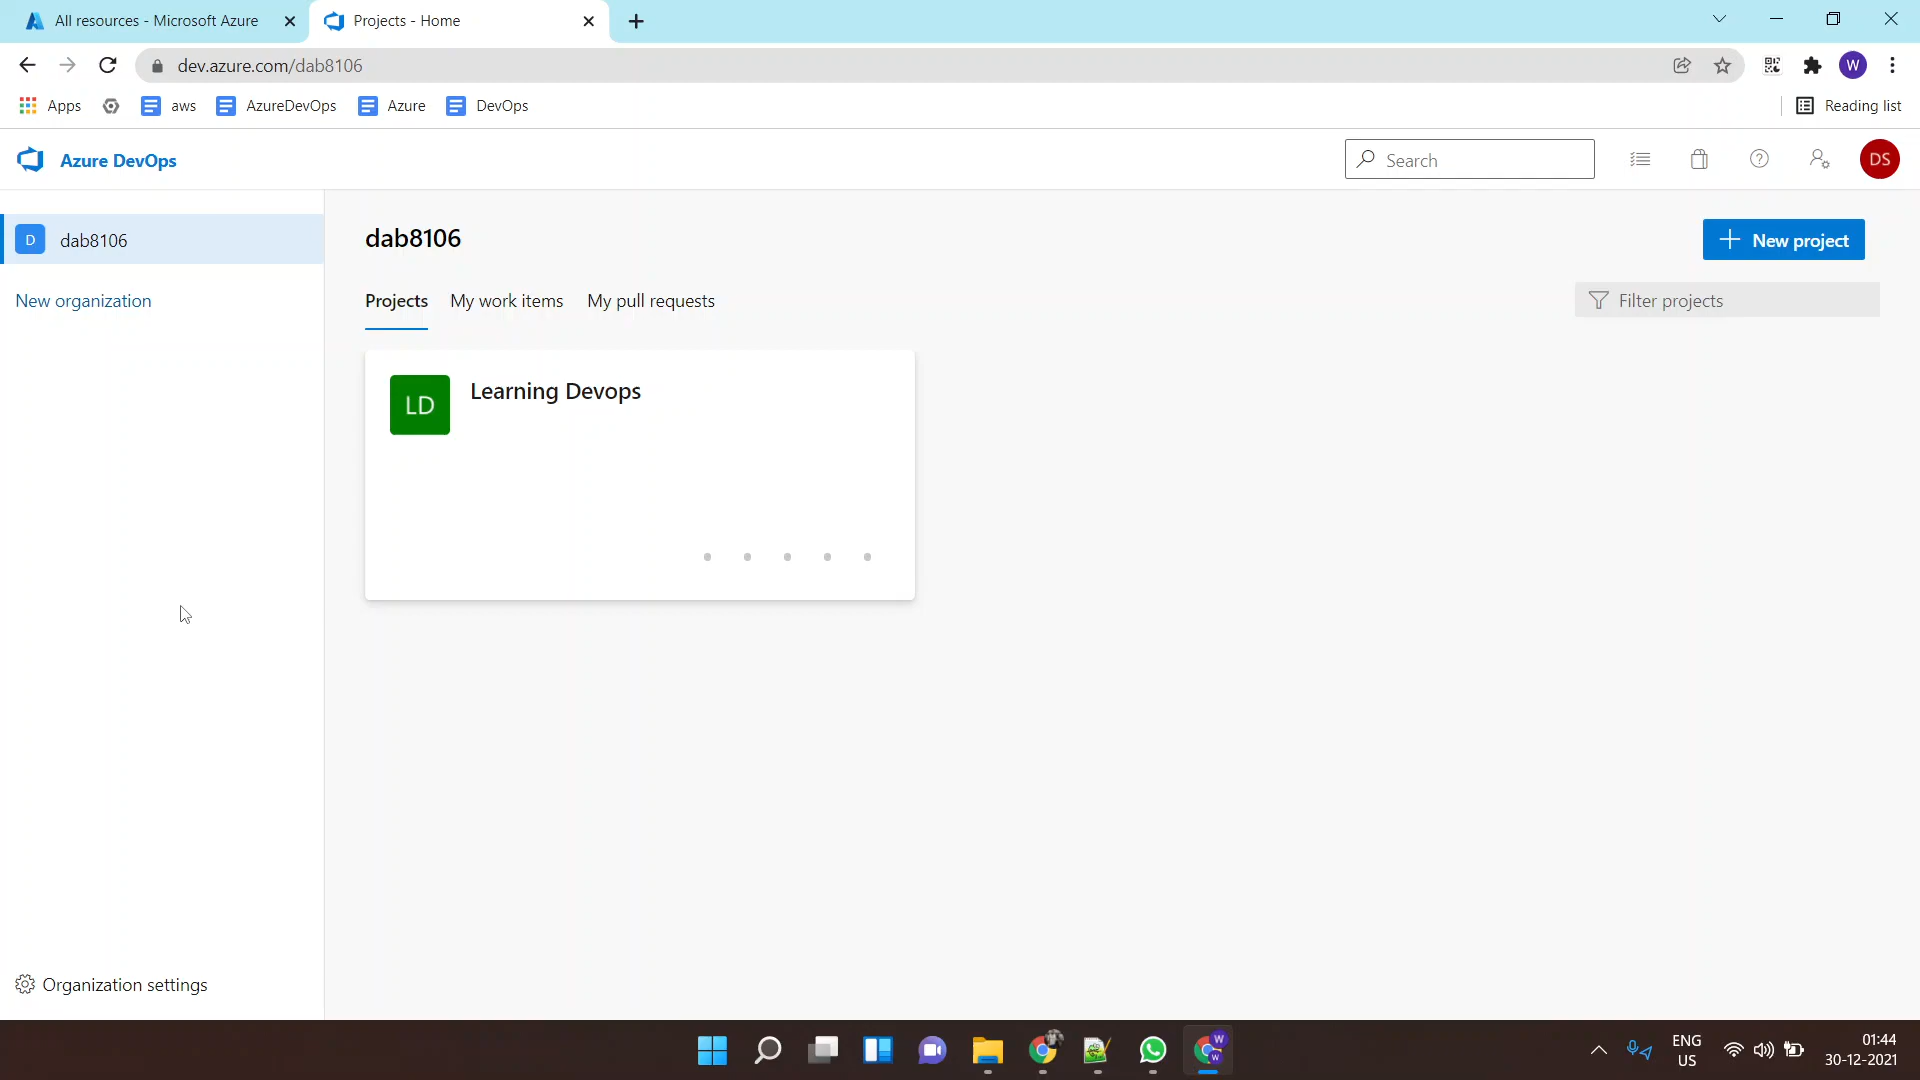 All resources - Microsoft Azure
Projects - Home
dev.azure.com/dab8106
W
Apps
aws
AzureDevOps
Azure
DevOps
Reading list
Azure DevOps
Search
DS
D
dab8106
dab8106
New project
New organization
Projects
My work items
My pull requests
Filter projects
LD
Learning Devops
Organization settings
W
W
ENG
US
01:44
30-12-2021